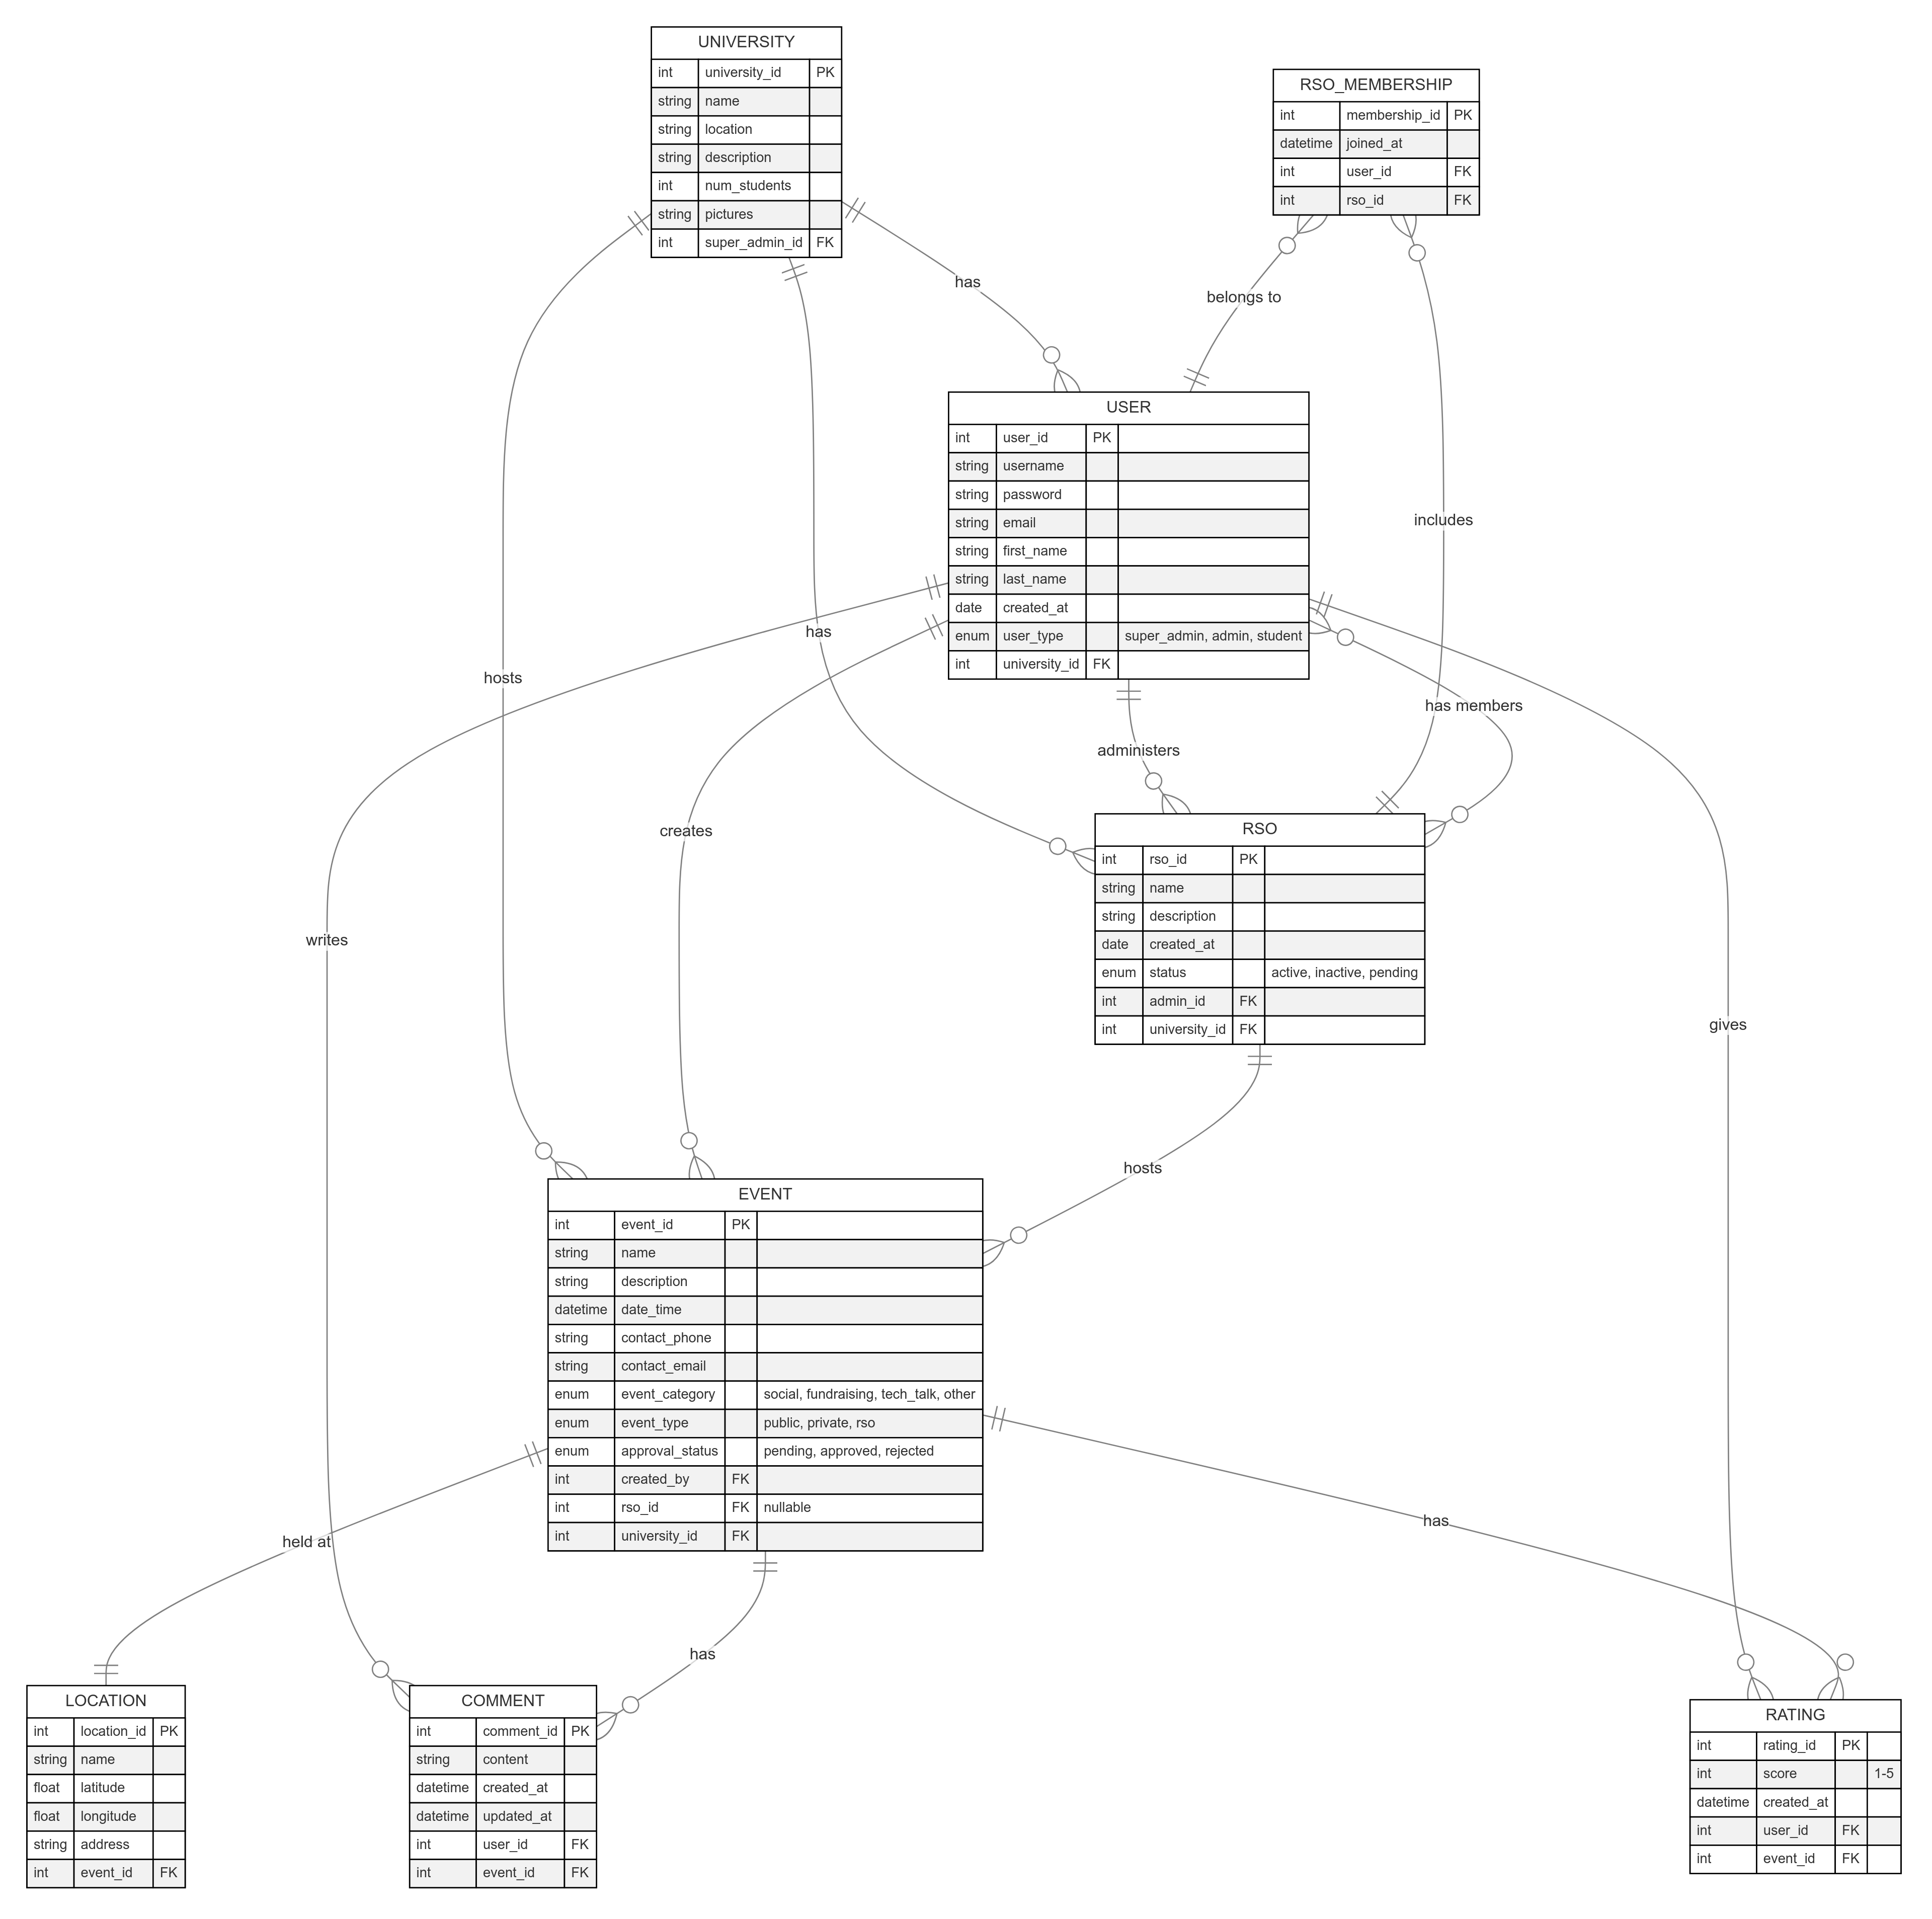 UNIVERSITY
int university_id PK
string name
string location
string description
int num_students
string pictures
int super_admin_id FK
RSO_MEMBERSHIP
int membership_id PK
datetime joined_at
int user_id FK
int rso_id FK
has
belongs to
USER
int user_id PK
string username
string password
string email
string first_name
string last_name
date created_at
enum user_type super_admin, admin, student
int university_id FK
includes
has
hosts
has members
administers
creates
RSO
int rso_id PK
string name
string description
date created_at
enum status active, inactive, pending
int admin_id FK
int university_id FK
writes
gives
hosts
EVENT
int event_id PK
string name
string description
datetime date_time
string contact_phone
string contact_email
enum event_category social, fundraising, tech_talk, other
enum event_type public, private, rso
enum approval_status pending, approved, rejected
int created_by FK
int rso_id FK nullable
int university_id FK
has
held at
has
LOCATION
int location_id PK
string name
float latitude
float longitude
string address
int event_id FK
COMMENT
int comment_id PK
string content
datetime created_at
datetime updated_at
int user_id FK
int event_id FK
RATING
int rating_id PK
int score 1-5
datetime created_at
int user_id FK
int event_id FK